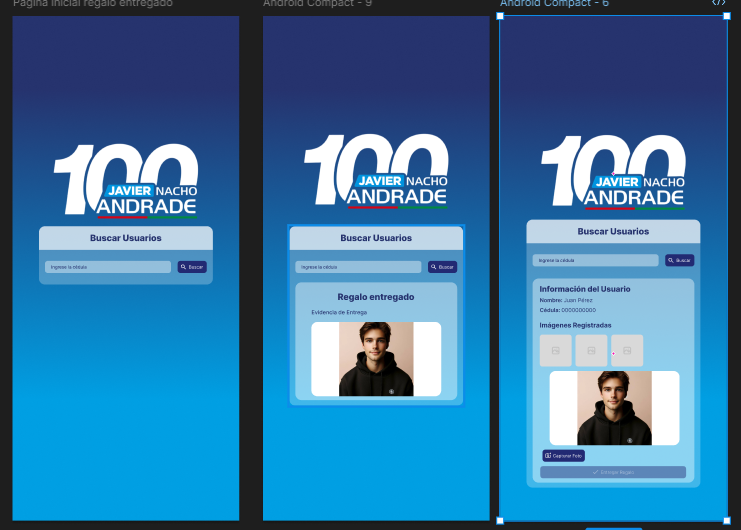 Página inicial regalo entregado
100
JAVIER NACHO
ANDRADE
Buscar Usuarios
Ingrese la cédula
Buscar
Android Compact - 9
100
JAVIER NACHO
ANDRADE
Buscar Usuarios
Ingrese la cédula
Buscar
Regalo entregado
Evidencia de Entrega
Android Compact - 6
</>
100
JAVIER NACHO
ANDRADE
Buscar Usuarios
Ingrese la cédula
Buscar
Información del Usuario
Nombre: Juan Pérez
Cédula: 0000000000
Imágenes Registradas
Capturar Foto
Entregar Regalo